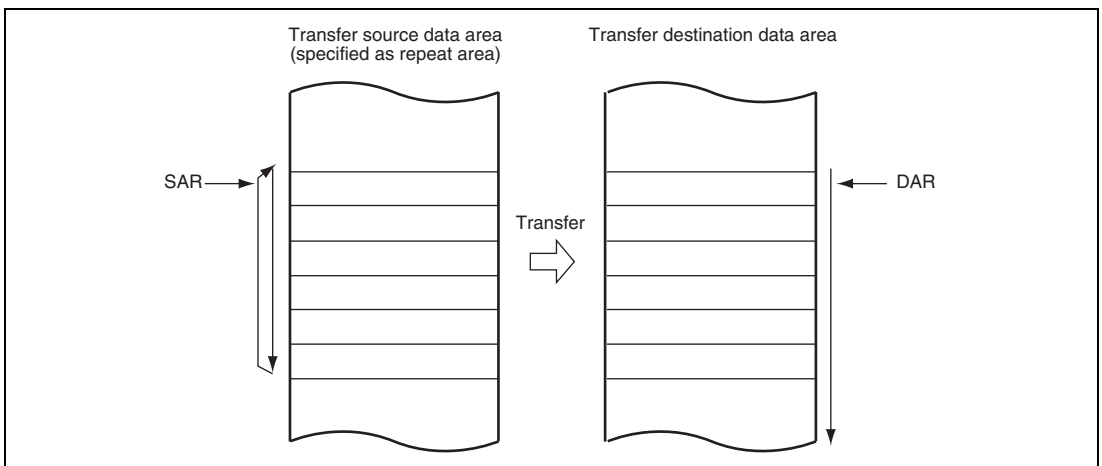 Transfer source data area
(specified as repeat area)
Transfer destination data area
SAR
Transfer
DAR